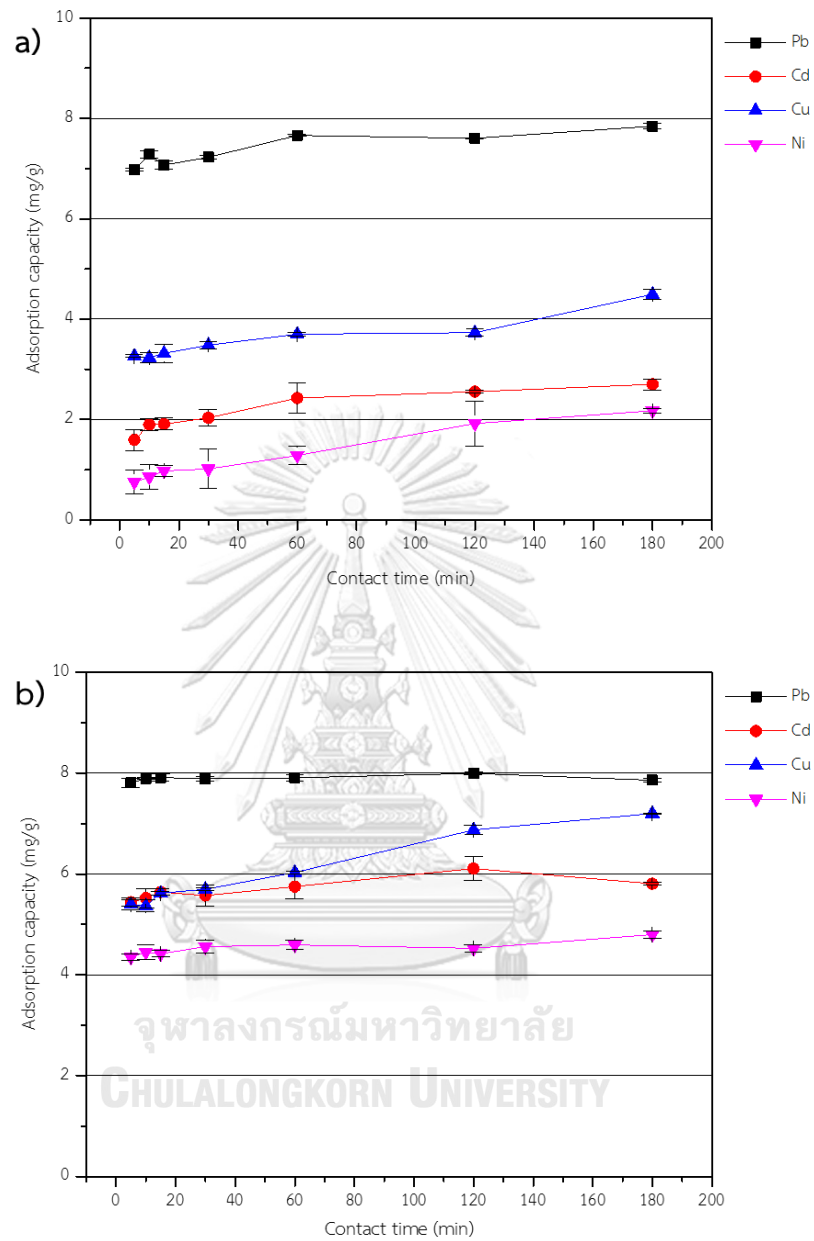 a)
10
8
6
4
2
0
Adsorption capacity (mg/g)
0 20 40 60 80 100 120 140 160 180 200
Contact time (min)
Pb
Cd
Cu
Ni
b)
10
8
6
4
2
0
Adsorption capacity (mg/g)
0 20 40 60 80 100 120 140 160 180 200
Contact time (min)
Pb
Cd
Cu
Ni
จุฬาลงกรณ์มหาวิทยาลัย
CHULALONGKORN UNIVERSITY